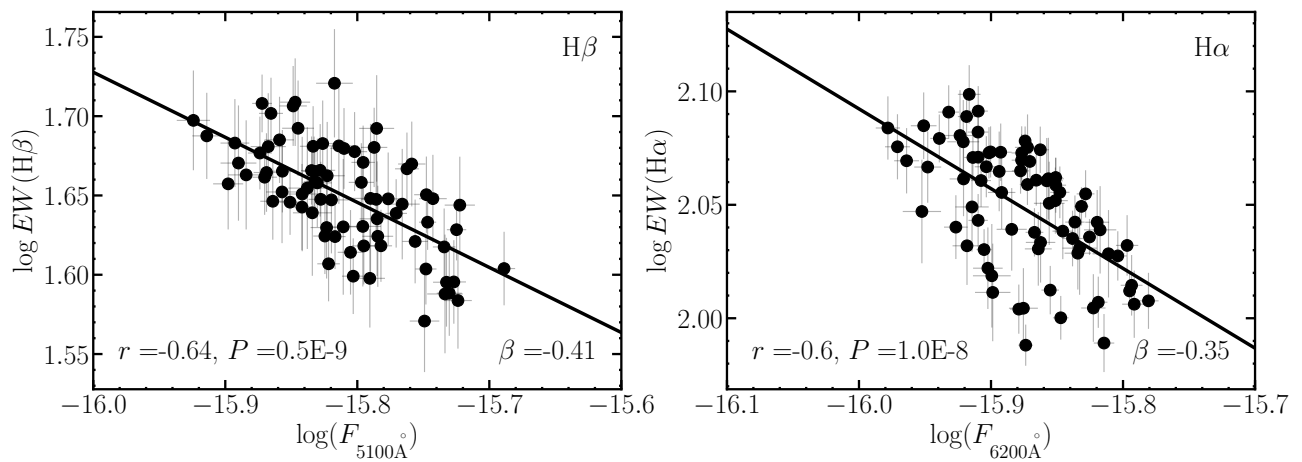 Hβ
log EW(Hβ)
1.75
1.70
1.65
1.60
1.55
r =-0.64, P =0.5E-9
β =-0.41
−16.0 −15.9 −15.8 −15.7 −15.6
log(F5100Å)
Hα
log EW(Hα)
2.10
2.05
2.00
r =-0.6, P =1.0E-8
β =-0.35
−16.1 −16.0 −15.9 −15.8 −15.7
log(F6200Å)